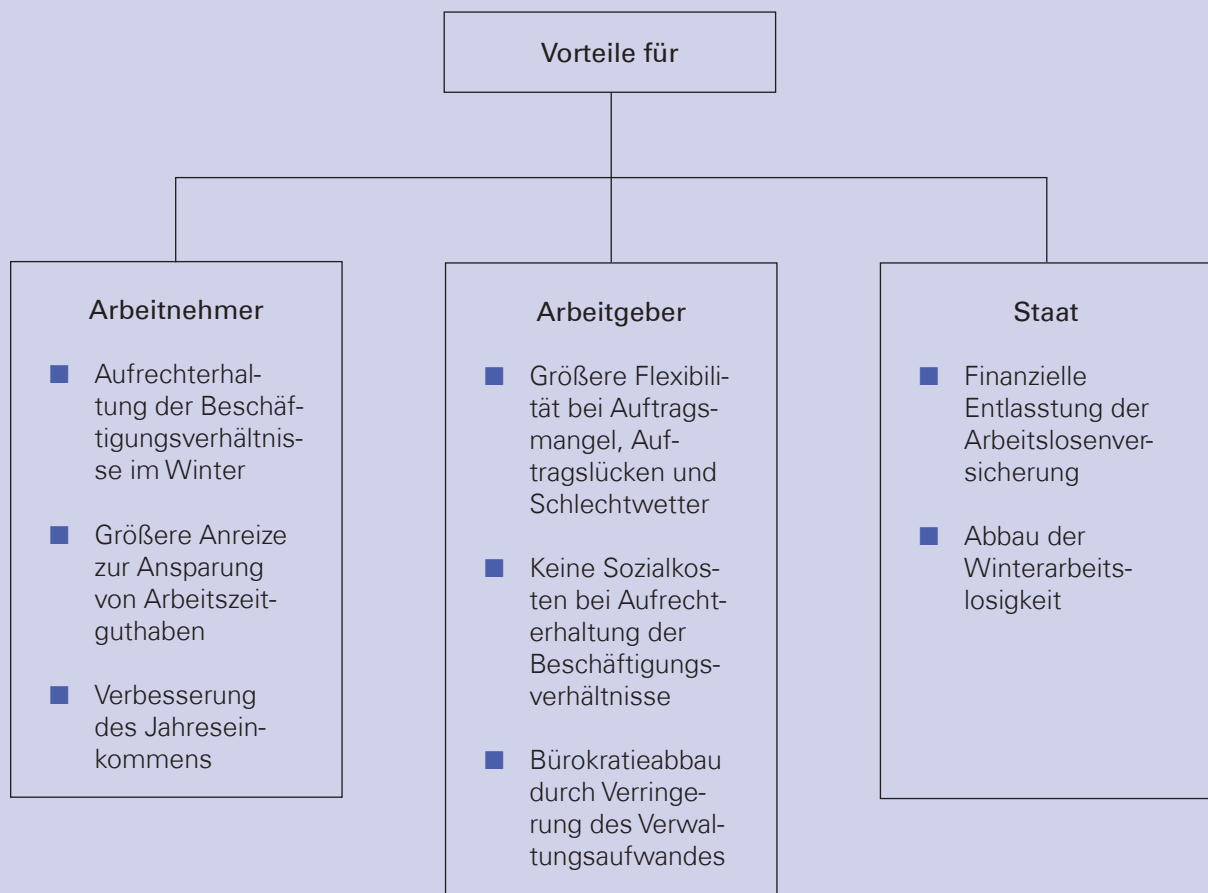 Vorteile für
Arbeitnehmer
Aufrechterhal-
tung der Beschäf-
tigungsverhältnis-
se im Winter
Größere Anreize
zur Ansparung
von Arbeitszeit-
guthaben
Verbesserung
des Jahresein-
kommens
Arbeitgeber
Größere Flexibili-
tät bei Auftrags-
mangel, Auf-
tragslücken und
Schlechtwetter
Keine Sozialkos-
ten bei Aufrecht-
erhaltung der
Beschäftigungs-
verhältnisse
Bürokratieabbau
durch Verringe-
rung des Verwal-
tungsaufwandes
Staat
Finanzielle
Entlasstung der
Arbeitslosenver-
sicherung
Abbau der
Winterarbeits-
losigkeit